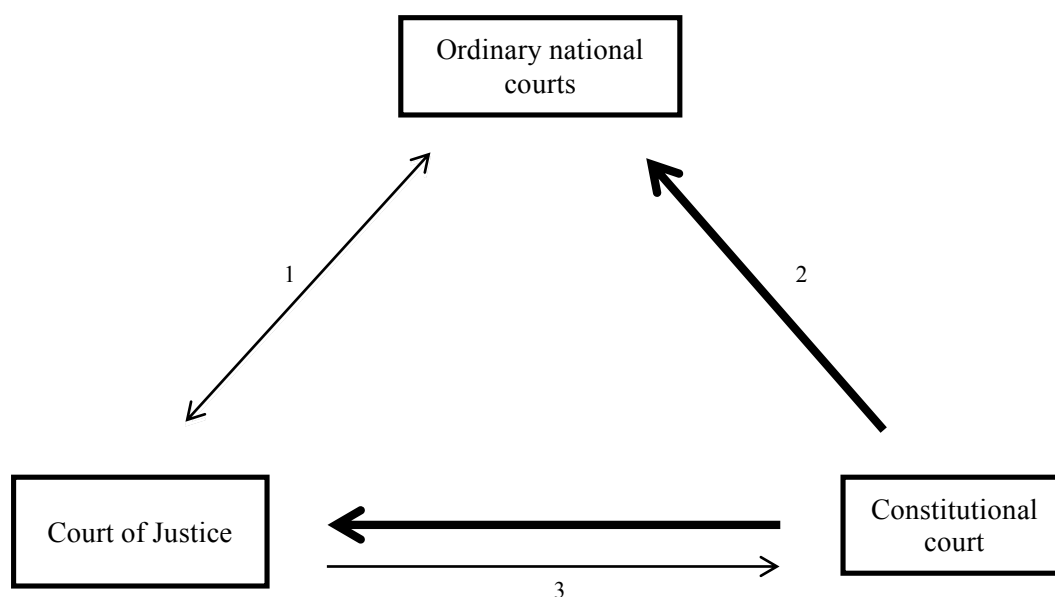 Ordinary national
courts
1
2
Court of Justice
Constitutional
court
3